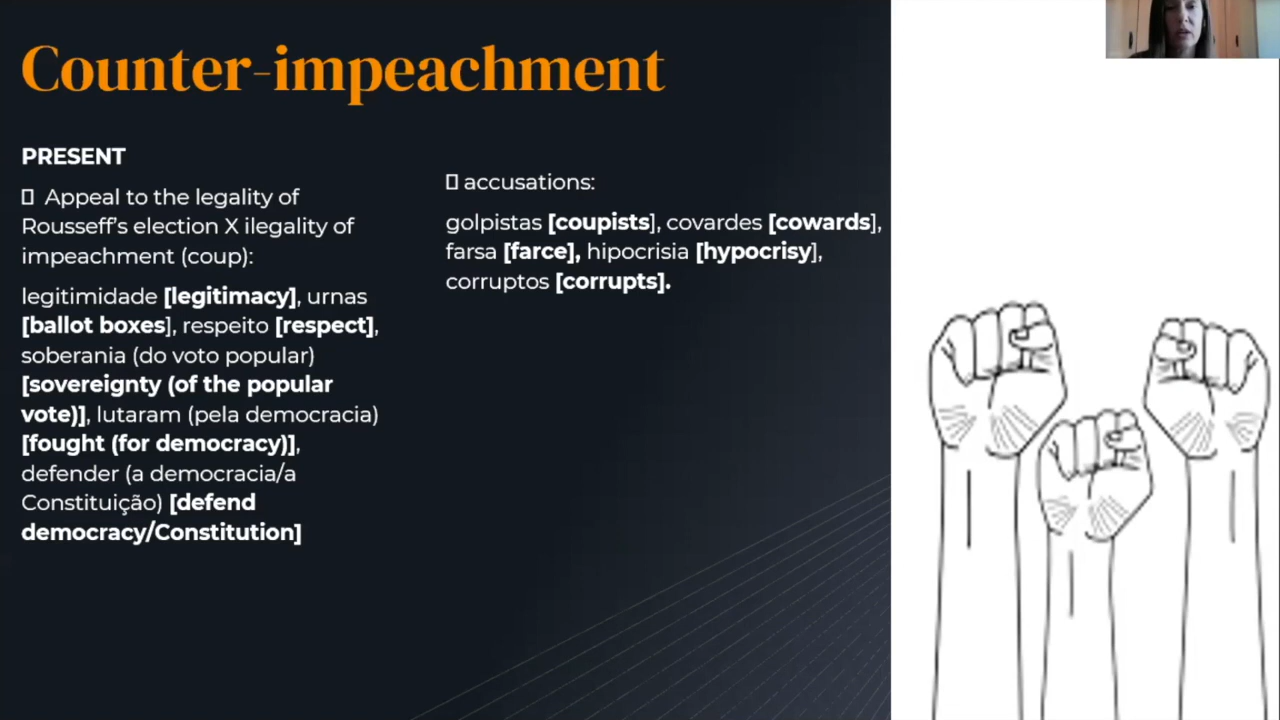 Counter-impeachment
PRESENT
Appeal to the legality of
Rousseff's election X ilegality of
impeachment (coup):
legitimidade [legitimacy], urnas
[ballot boxes], respeito [respect],
soberania (do voto popular)
[sovereignty (of the popular
vote)], lutaram (pela democracia)
[fought (for democracy)],
defender (a democracia/a
Constituição) [defend
democracy/Constitution]
accusations:
golpistas [coupists], covardes [cowards],
farsa [farce], hipocrisia [hypocrisy],
corruptos [corrupts].